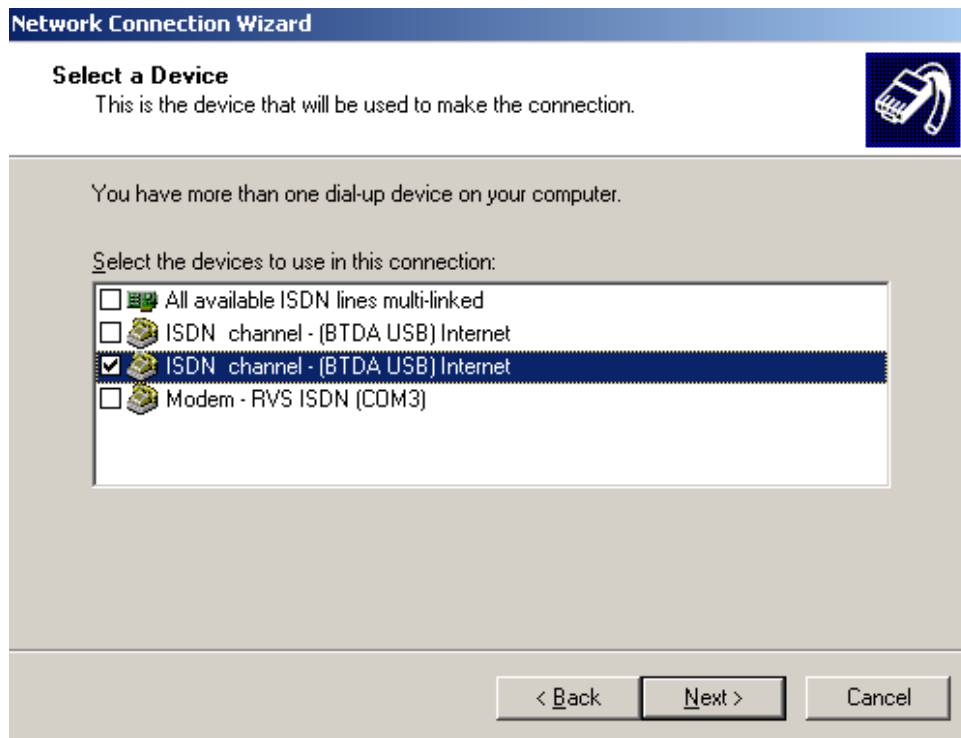 Network Connection Wizard
Select a Device
This is the device that will be used to make the connection.
You have more than one dial-up device on your computer.
Select the devices to use in this connection:
All available ISDN lines multi-linked
ISDN channel - (BTDA USB) Internet
ISDN channel - (BTDA USB) Internet
Modem - RVS ISDN (COM3)
< Back Next > Cancel